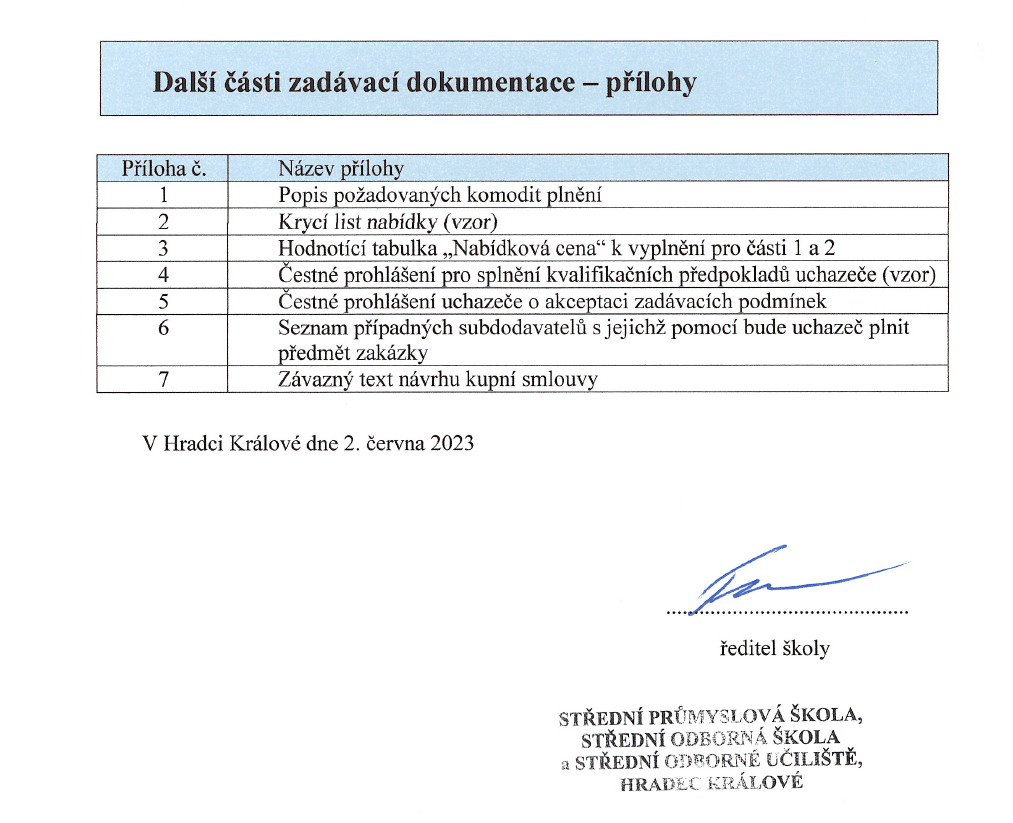 Další části zadávací dokumentace – přílohy
Příloha č. Název přílohy
1 Popis požadovaných komodit plnění
2 Krycí list nabídky (vzor)
3 Hodnotící tabulka „Nabídková cena“ k vyplnění pro části 1 a 2
4 Čestné prohlášení pro splnění kvalifikačních předpokladů uchazeče (vzor)
5 Čestné prohlášení uchazeče o akceptaci zadávacích podmínek
6 Seznam případných subdodavatelů s jejichž pomocí bude uchazeč plnit
předmět zakázky
7 Závazný text návrhu kupní smlouvy
V Hradci Králové dne 2. června 2023
ředitel školy
STŘEDNÍ PRŮMYSLOVÁ ŠKOLA,
STŘEDNÍ ODBORNÁ ŠKOLA
a STŘEDNÍ ODBORNÉ UČILIŠTĚ,
HRADEC KRÁLOVÉ